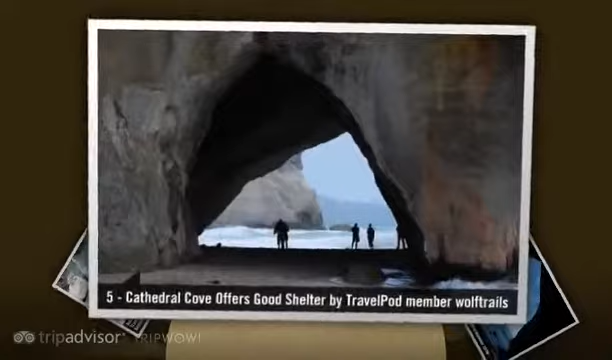 5 - Cathedral Cove Offers Good Shelter by TravelPod member wolftrails
tripadvisor TRIPWOW!